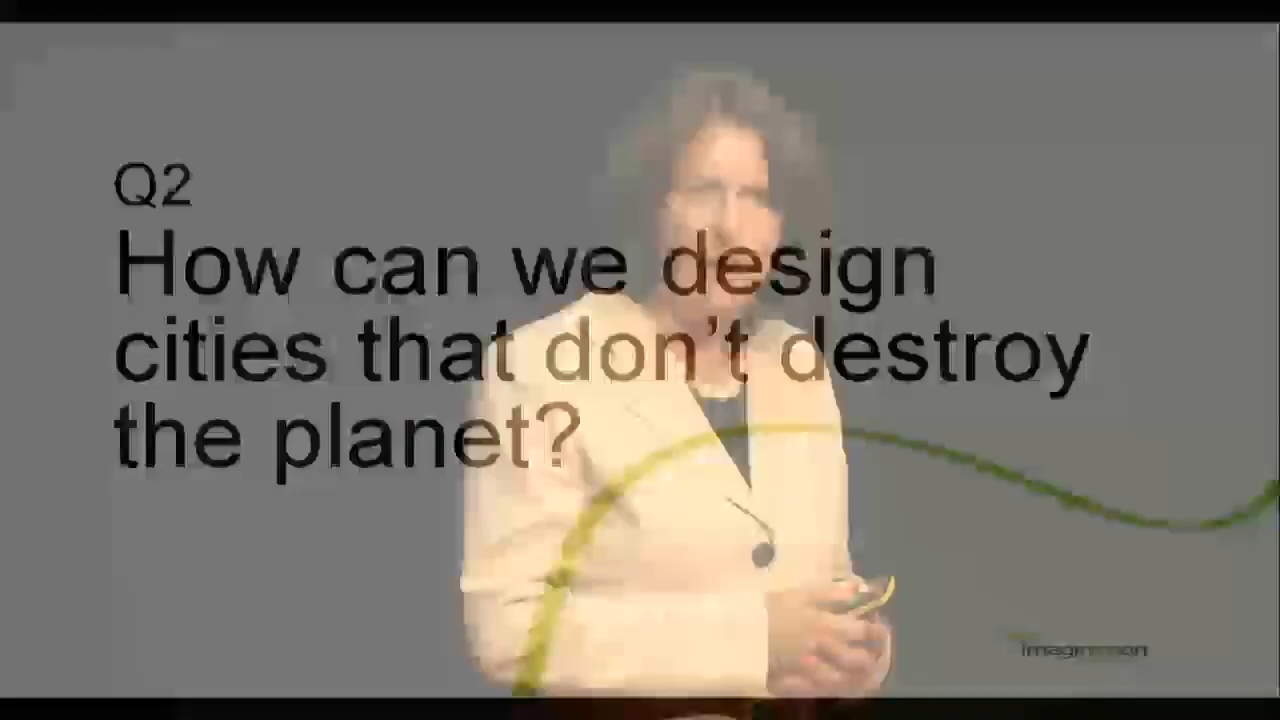 Q2
How can we design
cities that don't destroy
the planet?